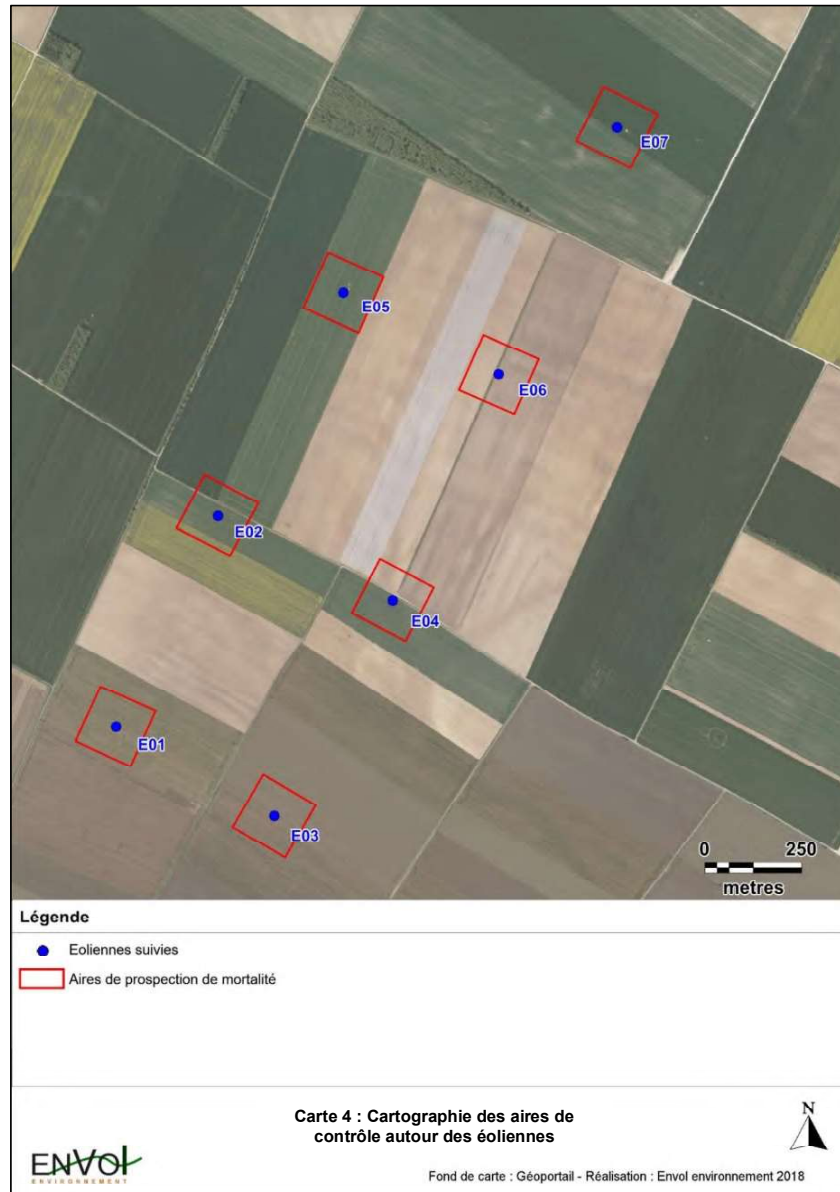 E07
E05
E06
E02
E04
E01
E03
0 250
metres
Légende
Eoliennes suivies
Aires de prospection de mortalité
Carte 4 : Cartographie des aires de
contrôle autour des éoliennes
N
ENVOl
ENVIRONNEMENT
Fond de carte : Géoportail - Réalisation : Envol environnement 2018